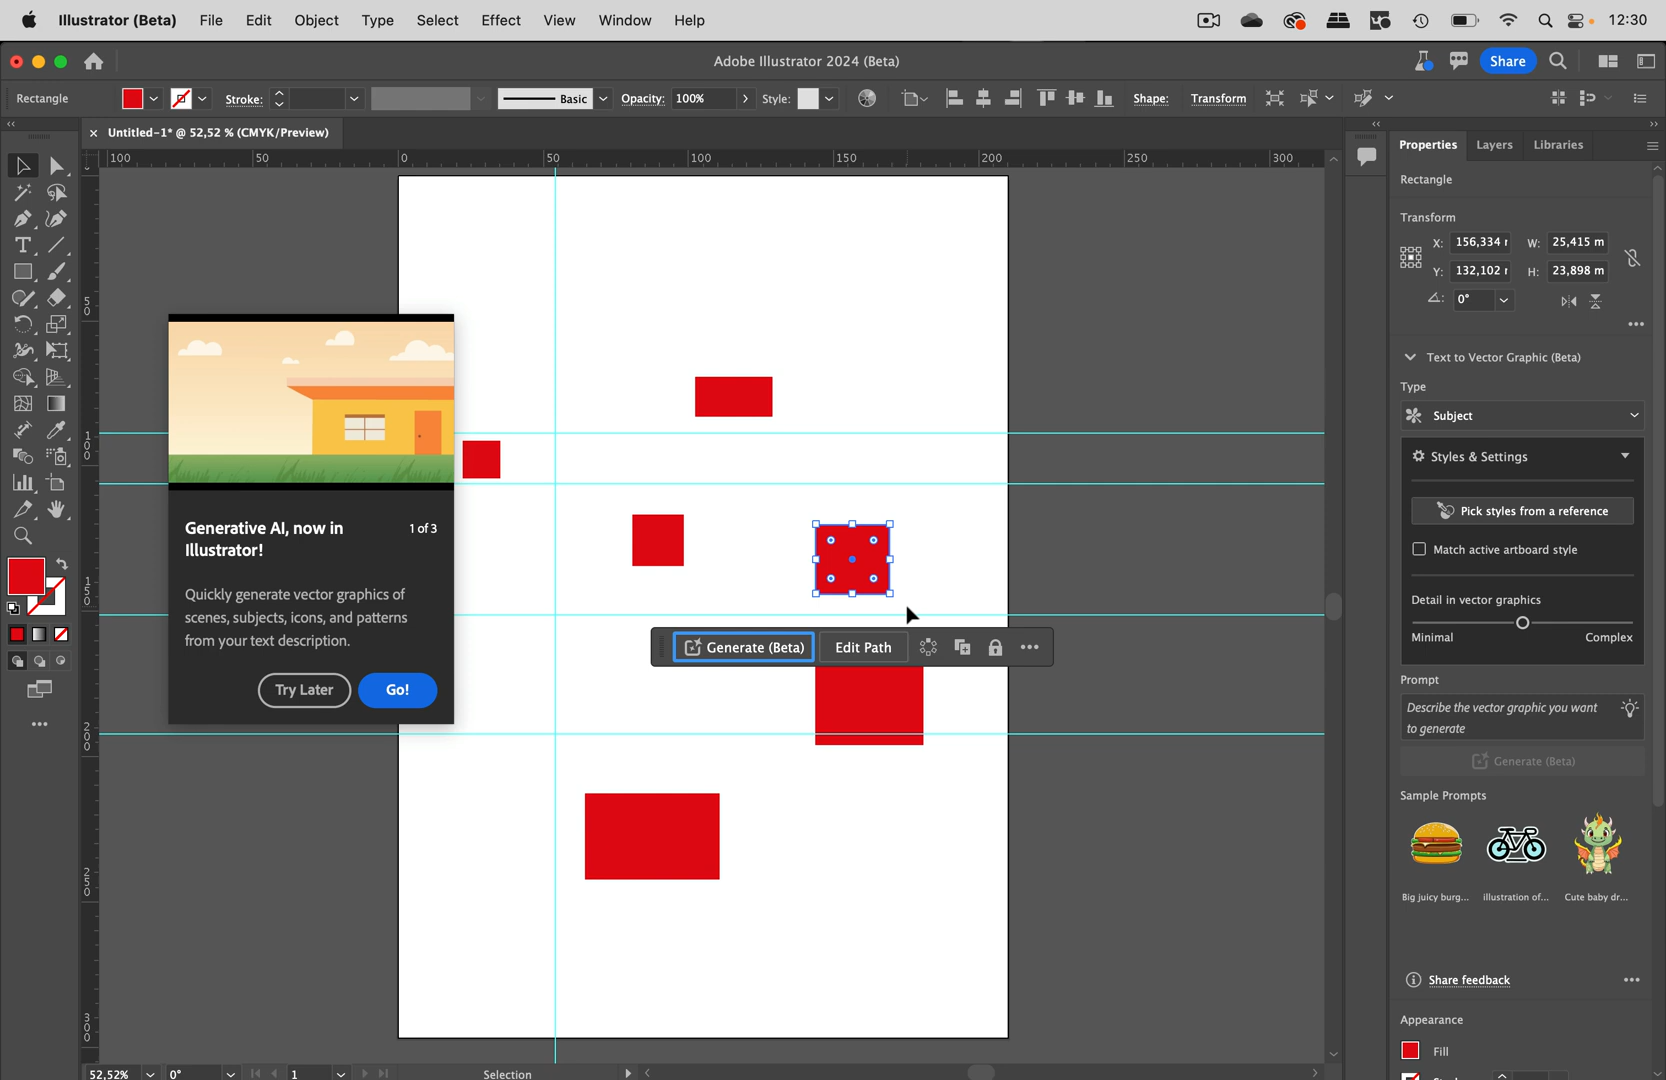 Illustrator (Beta) File Edit Object Type Select Effect View Window Help 12:30
Adobe Illustrator 2024 (Beta) Share
Rectangle Stroke: Basic Opacity: 100% Style: Shape: Transform
Untitled-1* @ 52,52 % (CMYK/Preview)
100 50 0 50 100 150 200 250 300
50
100
150
200
250
300
Generative AI, now in
Illustrator!
1 of 3
Quickly generate vector graphics of
scenes, subjects, icons, and patterns
from your text description.
Try Later Go!
Generate (Beta) Edit Path
Properties Layers Libraries
Rectangle
Transform
X: 156,334 W: 25,415 m
Y: 132,102 H: 23,898 m
0°
Text to Vector Graphic (Beta)
Type
Subject
Styles & Settings
Pick styles from a reference
Match active artboard style
Detail in vector graphics
Minimal Complex
Prompt
Describe the vector graphic you want
to generate
Generate (Beta)
Sample Prompts
Big juicy burg... illustration of... Cute baby dr...
Share feedback
Appearance
Fill
52,52% 0° 1 Selection